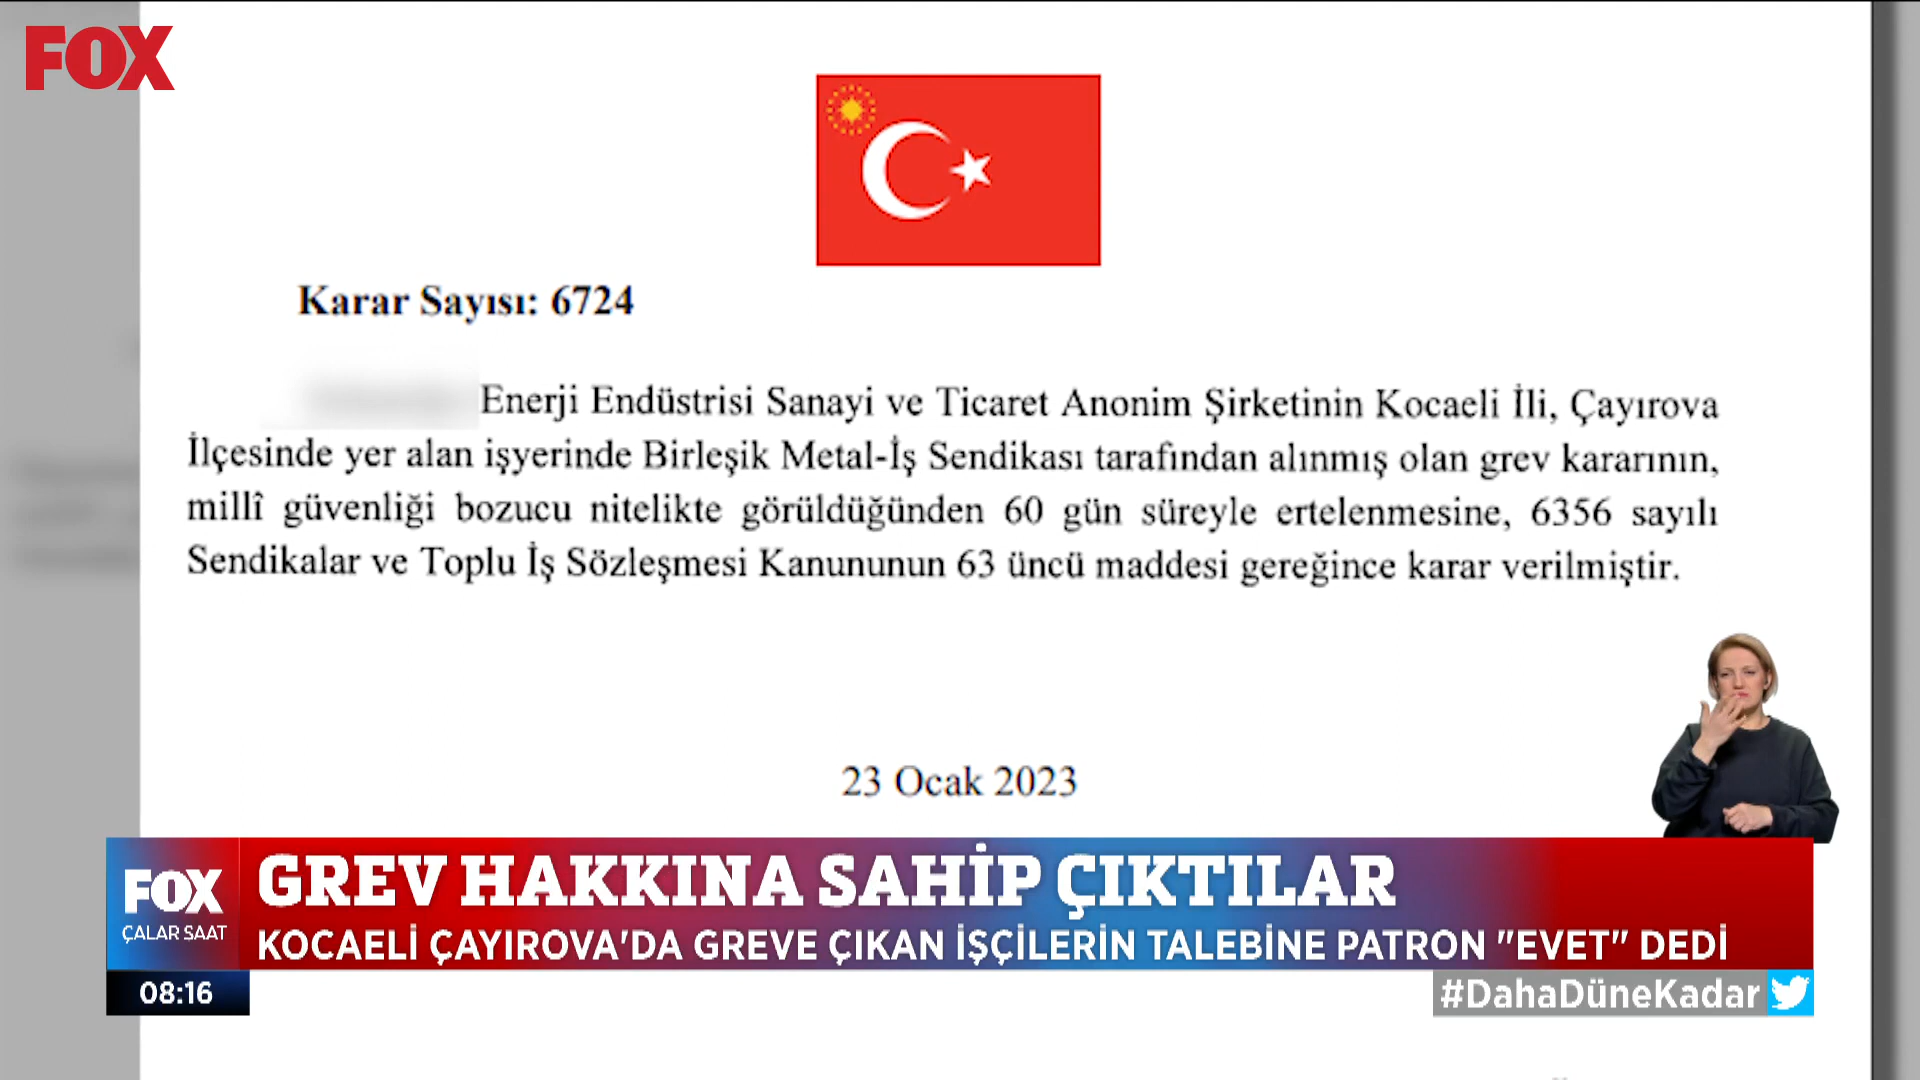 FOX
Karar Sayısı: 6724
Enerji Endüstrisi Sanayi ve Ticaret Anonim Şirketinin Kocaeli İli, Çayırova
İlçesinde yer alan işyerinde Birleşik Metal-İş Sendikası tarafından alınmış olan grev kararının,
millî güvenliği bozucu nitelikte görüldüğünden 60 gün süreyle ertelenmesine, 6356 sayılı
Sendikalar ve Toplu İş Sözleşmesi Kanununun 63 üncü maddesi gereğince karar verilmiştir.
23 Ocak 2023
FOX
ÇALAR SAAT
GREV HAKKINA SAHİP ÇIKTILAR
KOCAELİ ÇAYIROVA'DA GREVE ÇIKAN İŞÇİLERİN TALEBİNE PATRON "EVET" DEDİ
08:16
#DahaDüneKadar